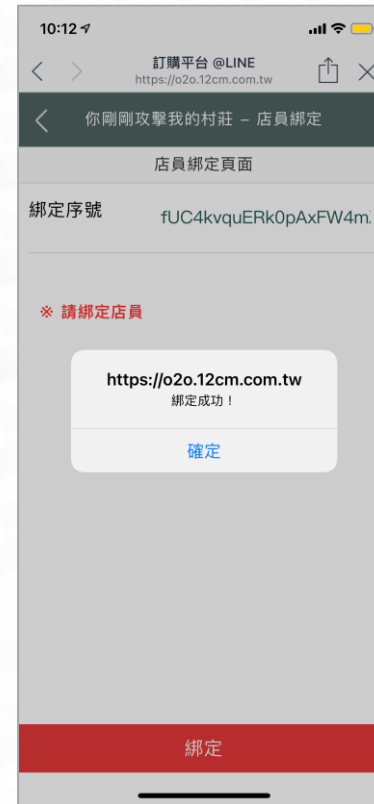 10:12
訂購平台 @LINE
https://o2o.12cm.com.tw
你剛剛攻擊我的村莊 – 店員綁定
店員綁定頁面
綁定序號 fUC4kvquERk0pAxFW4m
※ 請綁定店員
https://o2o.12cm.com.tw
綁定成功！
確定
綁定